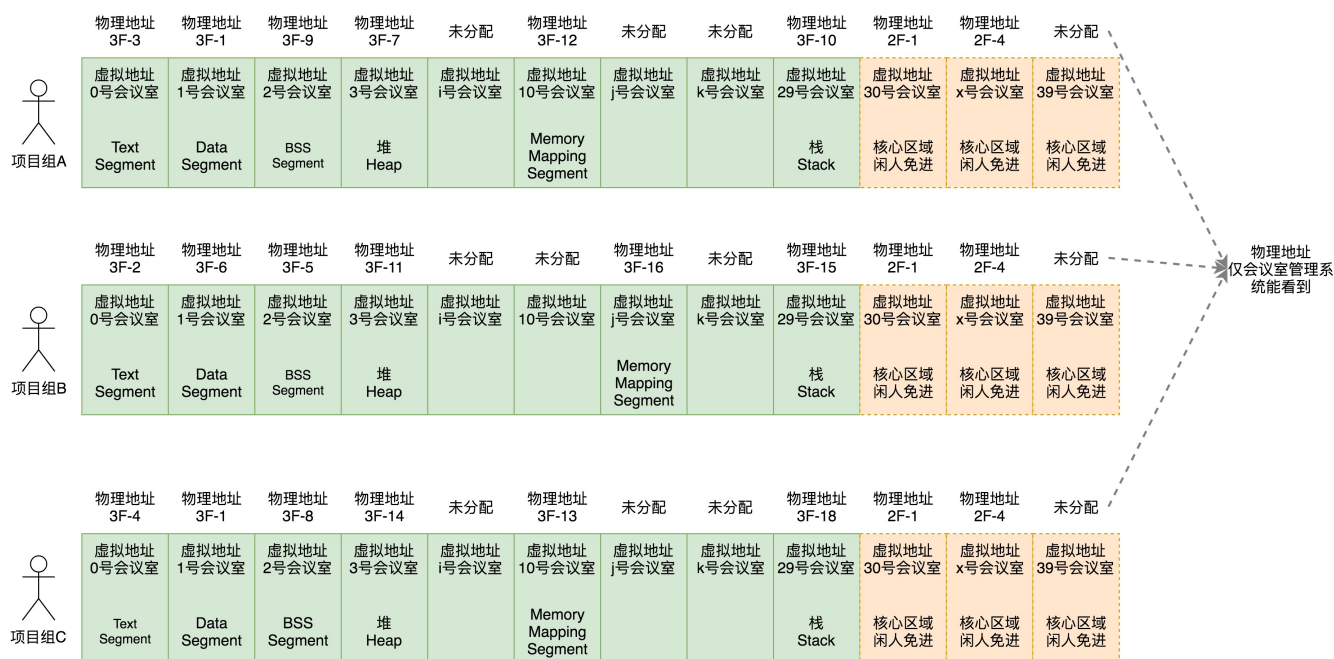 物理地址 物理地址 物理地址 物理地址 未分配 物理地址 未分配 未分配 物理地址 物理地址 物理地址 未分配
3F-3 3F-1 3F-9 3F-7 3F-12 3F-10 2F-1 2F-4
虚拟地址 虚拟地址 虚拟地址 虚拟地址 虚拟地址 虚拟地址 虚拟地址 虚拟地址 虚拟地址 虚拟地址 虚拟地址 虚拟地址
0号会议室 1号会议室 2号会议室 3号会议室 i号会议室 10号会议室 j号会议室 k号会议室 29号会议室 30号会议室 x号会议室 39号会议室
Text Data BSS 堆 Memory 栈 核心区域 核心区域 核心区域
Segment Segment Segment Heap Mapping Stack 闲人免进 闲人免进 闲人免进
Segment
项目组A
物理地址 物理地址 物理地址 物理地址 未分配 未分配 物理地址 未分配 物理地址 物理地址 物理地址 未分配
3F-2 3F-6 3F-5 3F-11 3F-16 3F-15 2F-1 2F-4
物理地址
仅会议室管理系
统能看到
虚拟地址 虚拟地址 虚拟地址 虚拟地址 虚拟地址 虚拟地址 虚拟地址 虚拟地址 虚拟地址 虚拟地址 虚拟地址 虚拟地址
0号会议室 1号会议室 2号会议室 3号会议室 i号会议室 10号会议室 j号会议室 k号会议室 29号会议室 30号会议室 x号会议室 39号会议室
Text Data BSS 堆 Memory 栈 核心区域 核心区域 核心区域
Segment Segment Segment Heap Mapping Stack 闲人免进 闲人免进 闲人免进
Segment
项目组B
物理地址 物理地址 物理地址 物理地址 未分配 物理地址 未分配 未分配 物理地址 物理地址 物理地址 未分配
3F-4 3F-1 3F-8 3F-14 3F-13 3F-18 2F-1 2F-4
虚拟地址 虚拟地址 虚拟地址 虚拟地址 虚拟地址 虚拟地址 虚拟地址 虚拟地址 虚拟地址 虚拟地址 虚拟地址 虚拟地址
0号会议室 1号会议室 2号会议室 3号会议室 i号会议室 10号会议室 j号会议室 k号会议室 29号会议室 30号会议室 x号会议室 39号会议室
Text Data BSS 堆 Memory 栈 核心区域 核心区域 核心区域
Segment Segment Segment Heap Mapping Stack 闲人免进 闲人免进 闲人免进
Segment
项目组C